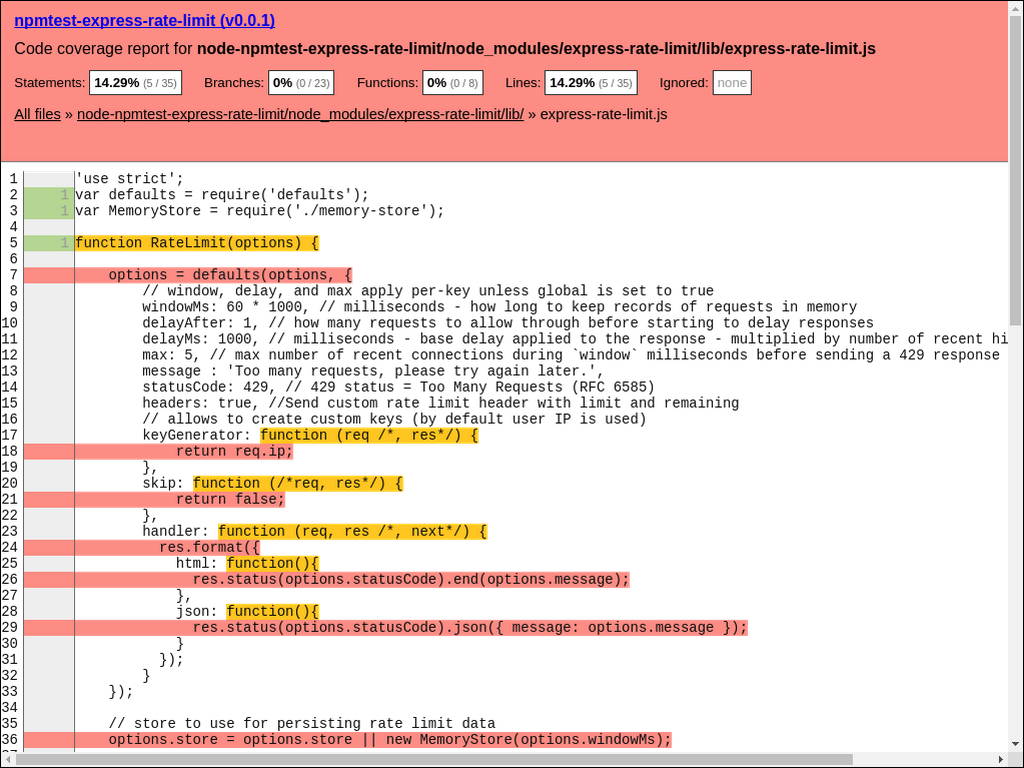 npmtest-express-rate-limit (v0.0.1)
Code coverage report for node-npmtest-express-rate-limit/node_modules/express-rate-limit/lib/express-rate-limit.js
Statements: 14.29% (5 / 35) Branches: 0% (0 / 23) Functions: 0% (0 / 8) Lines: 14.29% (5 / 35) Ignored: none
All files » node-npmtest-express-rate-limit/node_modules/express-rate-limit/lib/ » express-rate-limit.js
1 'use strict';
2 1 var defaults = require('defaults');
3 1 var MemoryStore = require('./memory-store');
4
5 1 function RateLimit(options) {
6
7 options = defaults(options, {
8 // window, delay, and max apply per-key unless global is set to true
9 windowMs: 60 * 1000, // milliseconds - how long to keep records of requests in memory
10 delayAfter: 1, // how many requests to allow through before starting to delay responses
11 delayMs: 1000, // milliseconds - base delay applied to the response - multiplied by number of recent hi
12 max: 5, // max number of recent connections during `window` milliseconds before sending a 429 response
13 message : 'Too many requests, please try again later.',
14 statusCode: 429, // 429 status = Too Many Requests (RFC 6585)
15 headers: true, //Send custom rate limit header with limit and remaining
16 // allows to create custom keys (by default user IP is used)
17 keyGenerator: function (req /*, res*/) {
18 return req.ip;
19 },
20 skip: function (/*req, res*/) {
21 return false;
22 },
23 handler: function (req, res /*, next*/) {
24 res.format({
25 html: function(){
26 res.status(options.statusCode).end(options.message);
27 },
28 json: function(){
29 res.status(options.statusCode).json({ message: options.message });
30 }
31 });
32 }
33 });
34
35 // store to use for persisting rate limit data
36 options.store = options.store || new MemoryStore(options.windowMs);